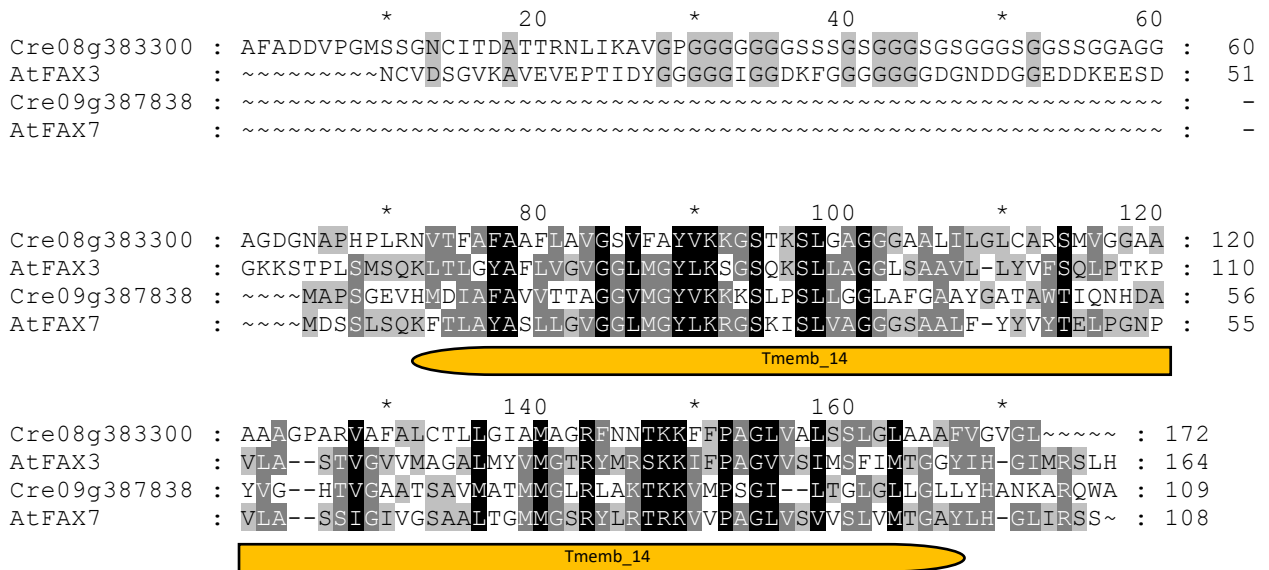 * 20 * 40 * 60
Cre08g383300 : AFADDVPGMSSGNCITDATTRNLIKAVGPGGGGGGGSSSGSGGGSGSGGGSGGSSGGAGG : 60
AtFAX3 : ~~~~~~~~~NCVDSGVKAVEVEPTIDYGGGGGIGGDKFGGGGGGGDGNDDGGEDDKEESD : 51
Cre09g387838 : ~~~~~~~~~~~~~~~~~~~~~~~~~~~~~~~~~~~~~~~~~~~~~~~~~~~~~~~~~~~~ : -
AtFAX7 : ~~~~~~~~~~~~~~~~~~~~~~~~~~~~~~~~~~~~~~~~~~~~~~~~~~~~~~~~~~~~ : -
* 80 * 100 * 120
Cre08g383300 : AGDGNAPHPLRNVTFAFAAFLAVGSVFAYVKKGSTKSLGAGGGAALILGLCARSMVGGAA : 120
AtFAX3 : GKKSTPLSMSQKLTLGYAFLVGVGGLMGYLKSGSQKSLLAGGLSAAVL-LYVFSQLPTKP : 110
Cre09g387838 : ~~~~MAPSGEVHMDIAFAVVTTAGGVMGYVKKKSLPSLLGGLAFGAAYGATAWTIQNHDA : 56
AtFAX7 : ~~~~MDSSLSQKFTLAYASLLGVGGLMGYLKRGSKISLVAGGGSAALF-YYVYTELPGNP : 55
Tmemb_14
* 140 * 160 *
Cre08g383300 : AAAGPARVAFALCTLLGIAMAGRFNNTKKFFPAGLVALSSLGLAAAFVGVGL~~~~~ : 172
AtFAX3 : VLA--STVGVVMAGALMYVMGTRYMRSKKIFPAGVVSIMSFIMTGGYIH-GIMRSLH : 164
Cre09g387838 : YVG--HTVGAATSAVMATMMGLRLAKTKKVMPSGI--LTGLGLLGLLYHANKARQWA : 109
AtFAX7 : VLA--SSIGIVGSAALTGMMGSRYLRTRKVVPAGLVSVVSLVMTGAYLH-GLIRSS~ : 108
Tmemb_14